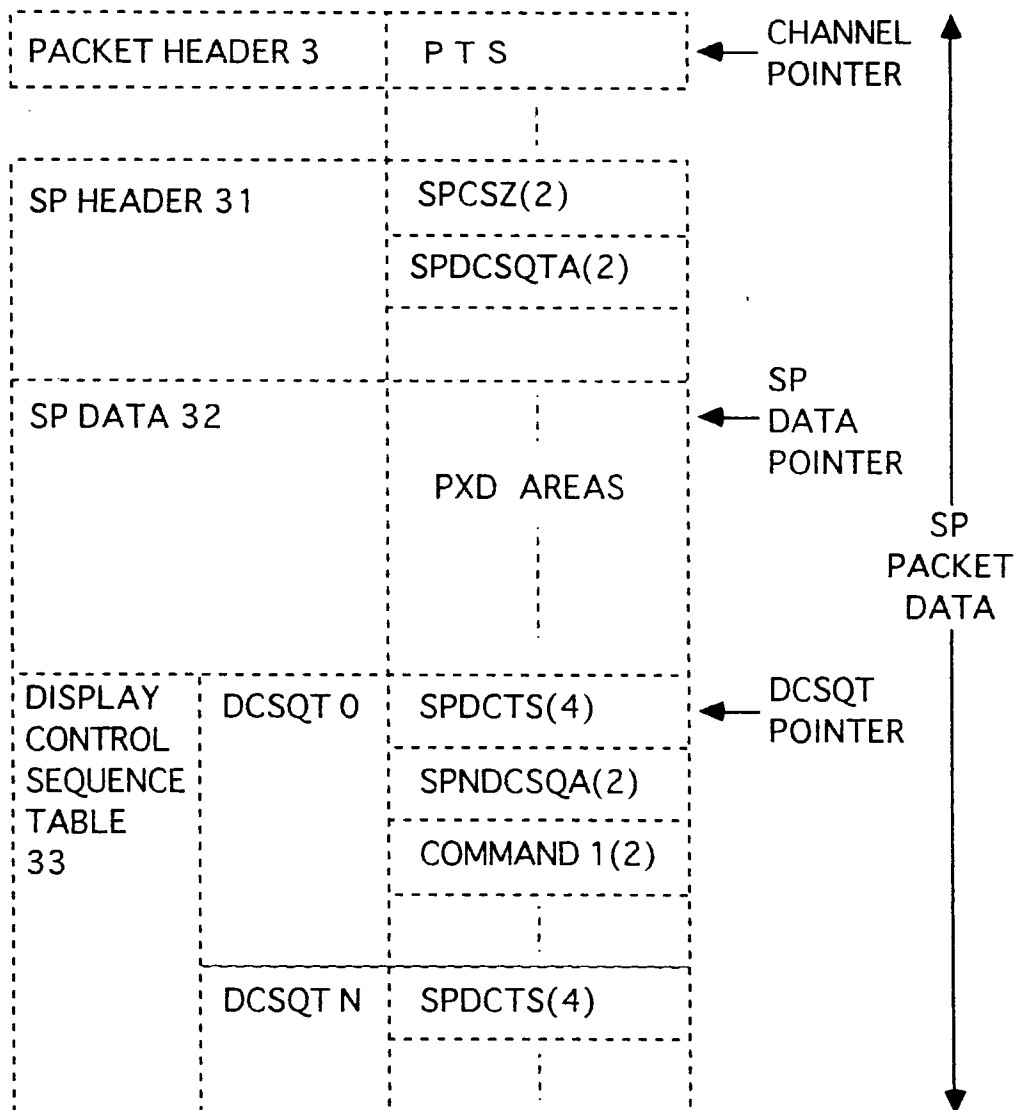 PACKET HEADER 3
PTS
CHANNEL
POINTER
SP HEADER 31
SPCSZ(2)
SPDCSQTA(2)
SP DATA 32
SP
DATA
POINTER
PXD AREAS
SP
PACKET
DATA
DISPLAY
CONTROL
SEQUENCE
TABLE
33
DCSQT 0
SPDCTS(4)
DCSQT
POINTER
SPNDCSQA(2)
COMMAND 1(2)
DCSQT N
SPDCTS(4)